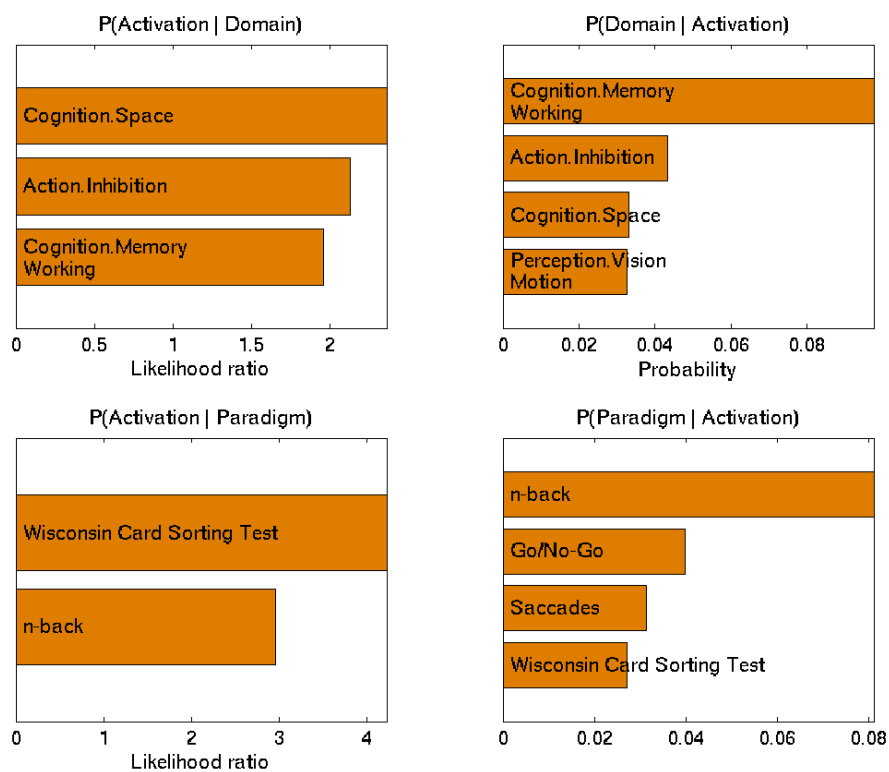 P(Activation | Domain)
Cognition.Space
Action.Inhibition
Cognition.Memory
Working
0 0.5 1 1.5 2
Likelihood ratio
P(Domain | Activation)
Cognition.Memory
Working
Action.Inhibition
Cognition.Space
Perception.Vision
Motion
0 0.02 0.04 0.06 0.08
Probability
P(Activation | Paradigm)
Wisconsin Card Sorting Test
n-back
0 1 2 3 4
Likelihood ratio
P(Paradigm | Activation)
n-back
Go/No-Go
Saccades
Wisconsin Card Sorting Test
0 0.02 0.04 0.06 0.08